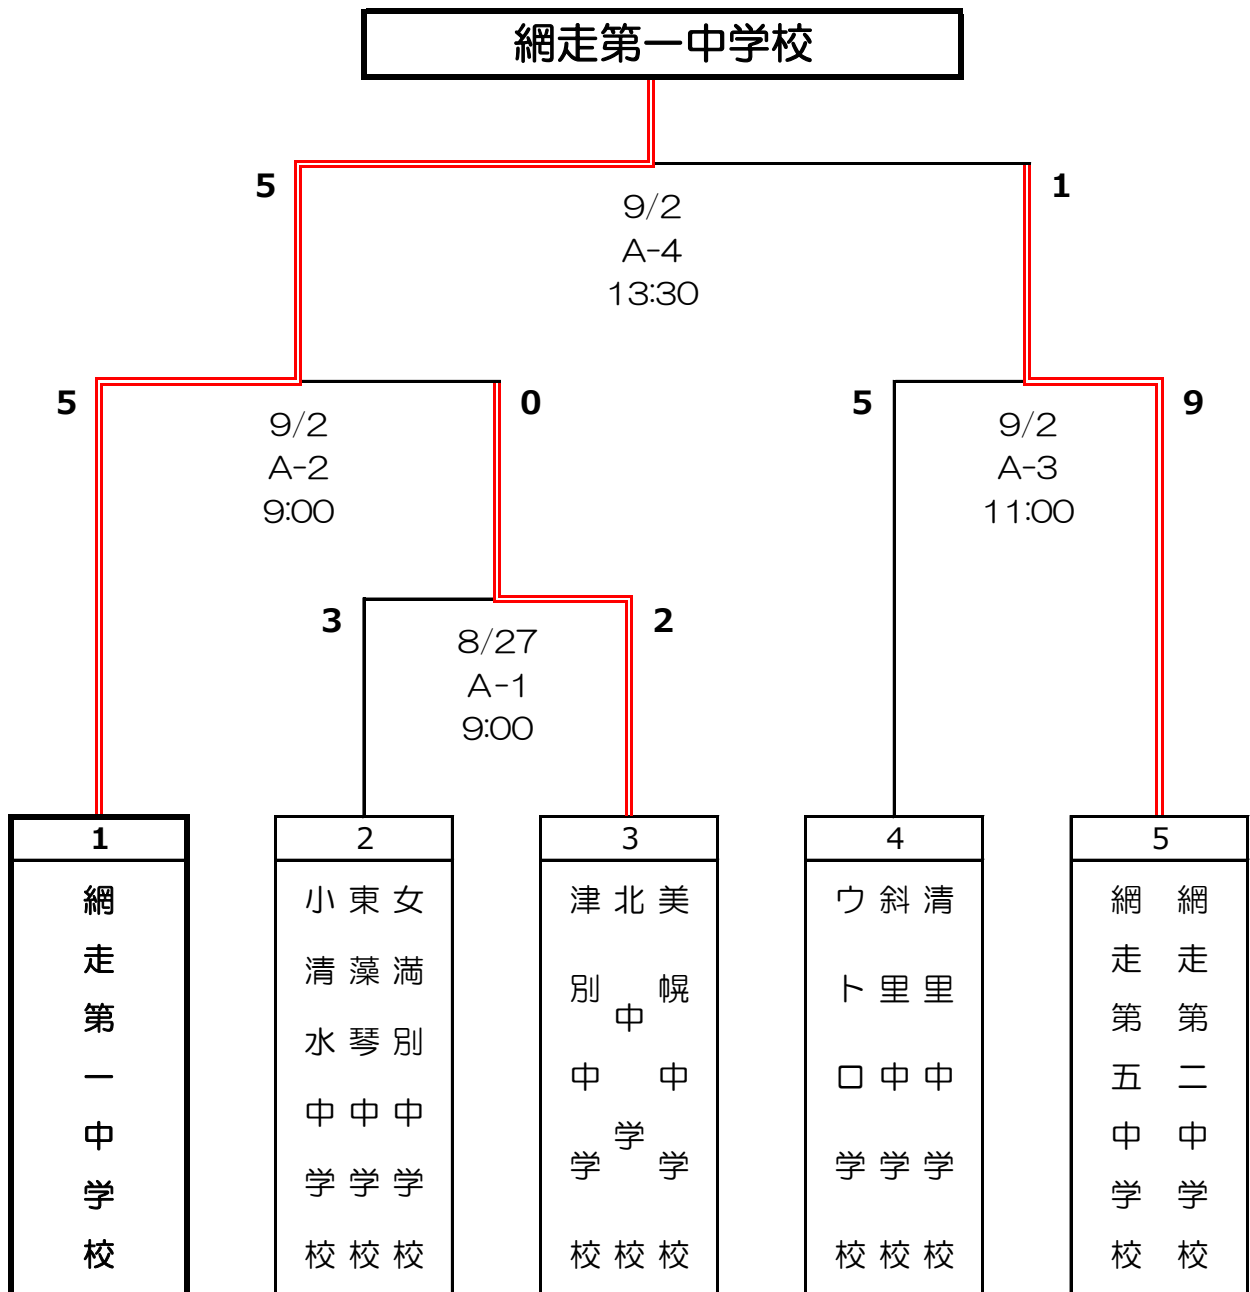 網走第一中学校
5
1
9/2
A-4
13:30
5
0
5
9
9/2
A-2
9:00
9/2
A-3
11:00
3
2
8/27
A-1
9:00
1
2
3
4
5
網走第一中学校
女満別中学校
東藻琴中学校
小清水中学校
美幌中学校
北中学校
津別中学校
清里中学校
斜里中学校
ウトロ学校
網走第二中学校
網走第五中学校